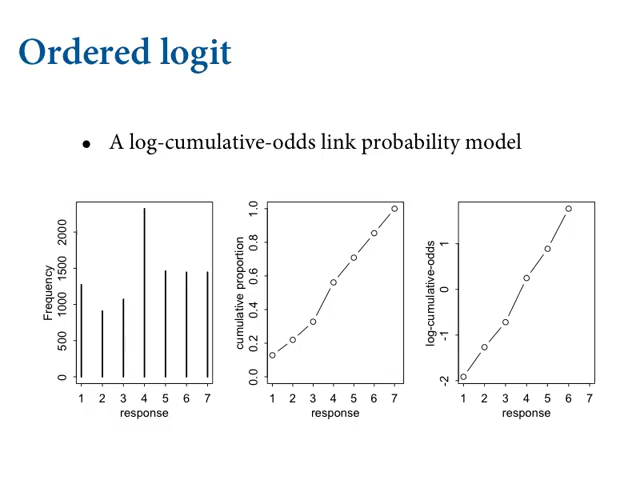 Ordered logit
• A log-cumulative-odds link probability model
Frequency
0 500 1000 1500 2000
1 2 3 4 5 6 7
response
cumulative proportion
0.0 0.2 0.4 0.6 0.8 1.0
1 2 3 4 5 6 7
response
log-cumulative-odds
-2 -1 0 1
1 2 3 4 5 6 7
response